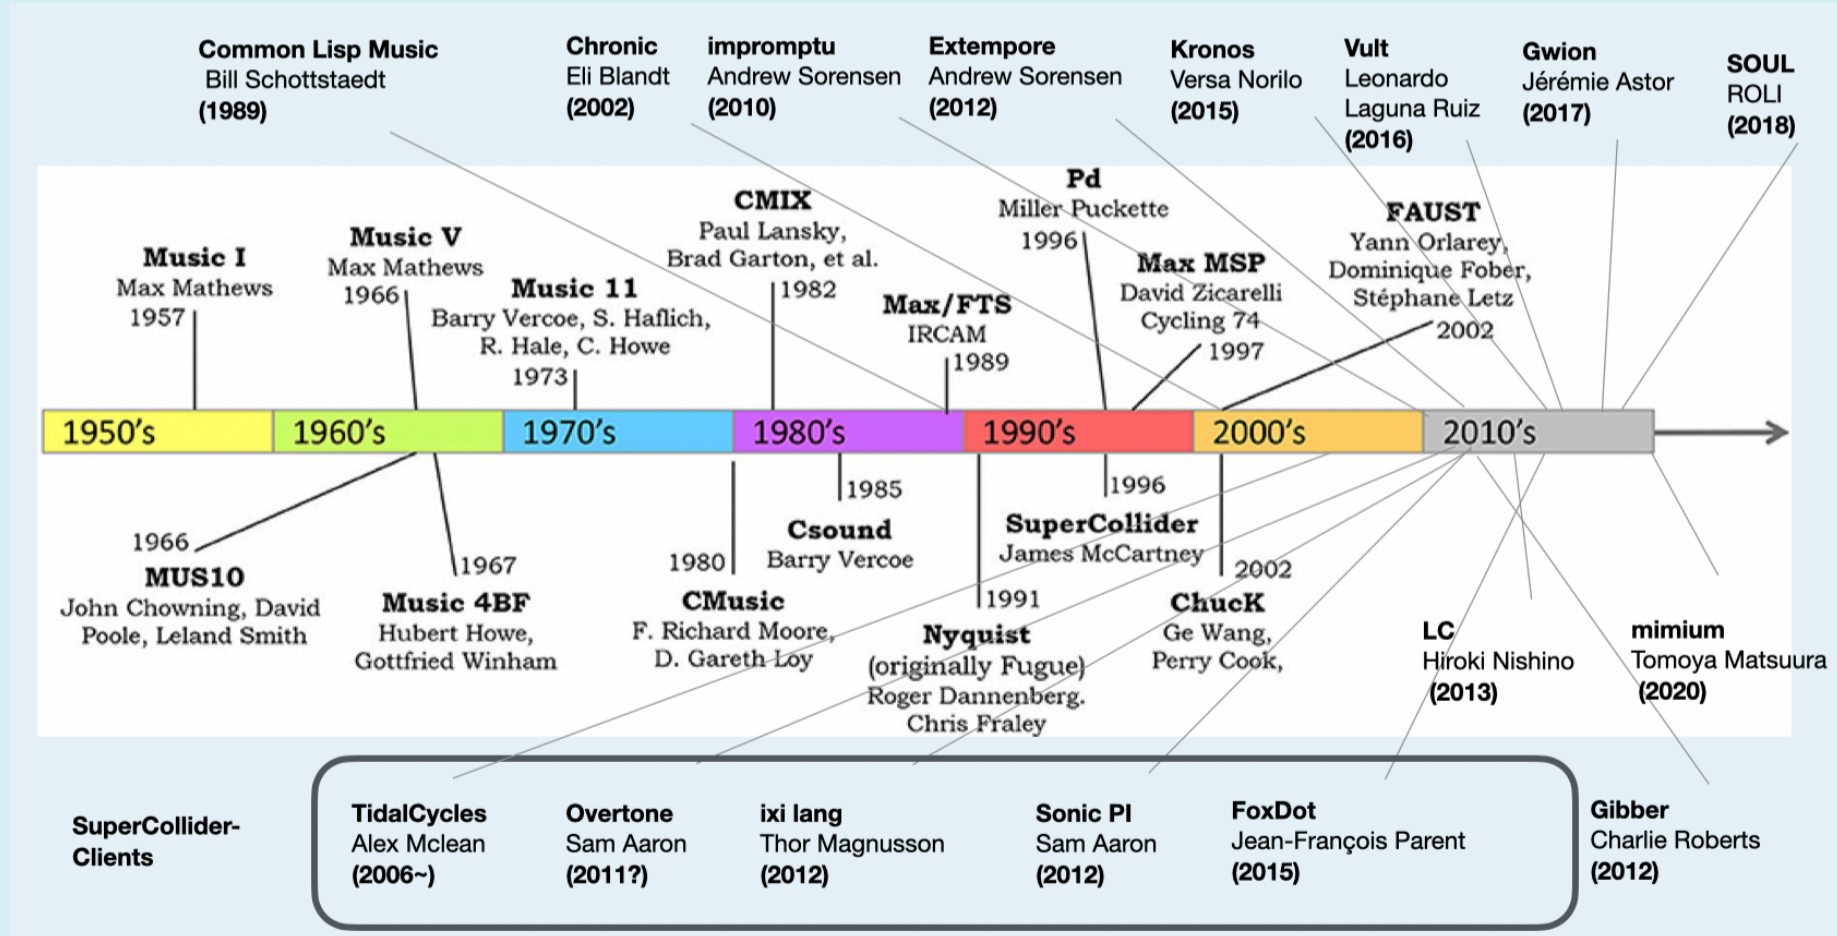 Common Lisp Music
Bill Schottstaedt
(1989)
Chronic
Eli Blandt
(2002)
impromptu
Andrew Sorensen
(2010)
Extempore
Andrew Sorensen
(2012)
Kronos
Versa Norilo
(2015)
Vult
Leonardo
Laguna Ruiz
(2016)
Gwion
Jérémie Astor
(2017)
SOUL
ROLI
(2018)
Music I
Max Mathews
1957
Music V
Max Mathews
1966
Music 11
Barry Vercoe, S. Haflich,
R. Hale, C. Howe
1973
CMIX
Paul Lansky,
Brad Garton, et al.
1982
Max/FTS
IRCAM
1989
Pd
Miller Puckette
1996
Max MSP
David Zicarelli
Cycling 74
1997
FAUST
Yann Orlarey,
Dominique Fober,
Stéphane Letz
2002
1950's
1960's
1970's
1980's
1990's
2000's
2010's
1966
MUS10
John Chowning, David
Poole, Leland Smith
1967
Music 4BF
Hubert Howe,
Gottfried Winham
1980
CMusic
F. Richard Moore,
D. Gareth Loy
1985
Csound
Barry Vercoe
1991
Nyquist
(originally Fugue)
Roger Dannenberg.
Chris Fraley
1996
SuperCollider
James McCartney
2002
ChucK
Ge Wang,
Perry Cook,
LC
Hiroki Nishino
(2013)
mimium
Tomoya Matsuura
(2020)
SuperCollider-
Clients
TidalCycles
Alex Mclean
(2006~)
Overtone
Sam Aaron
(2011?)
ixi lang
Thor Magnusson
(2012)
Sonic PI
Sam Aaron
(2012)
FoxDot
Jean-François Parent
(2015)
Gibber
Charlie Roberts
(2012)